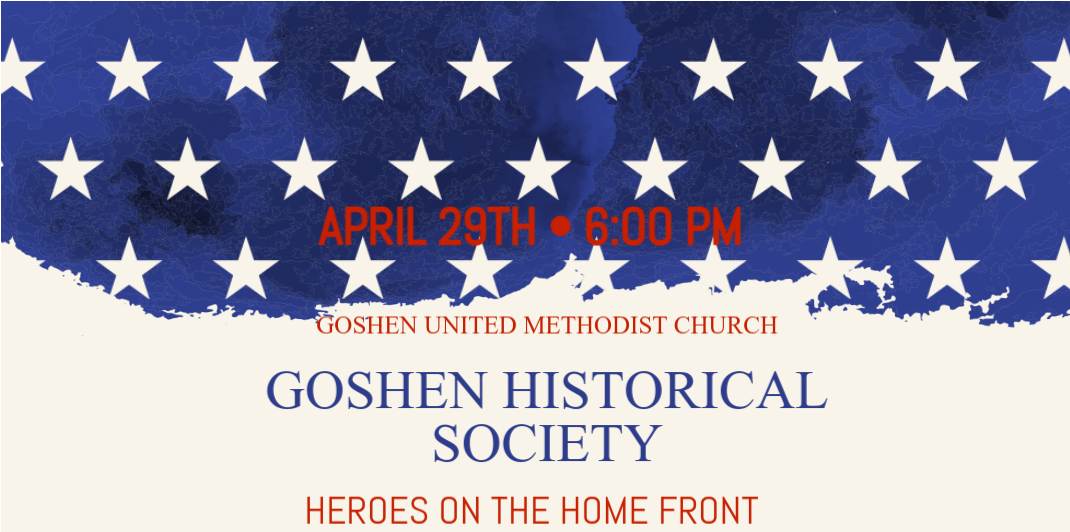 APRIL 29TH • 6:00 PM
GOSHEN UNITED METHODIST CHURCH
GOSHEN HISTORICAL
SOCIETY
HEROES ON THE HOME FRONT